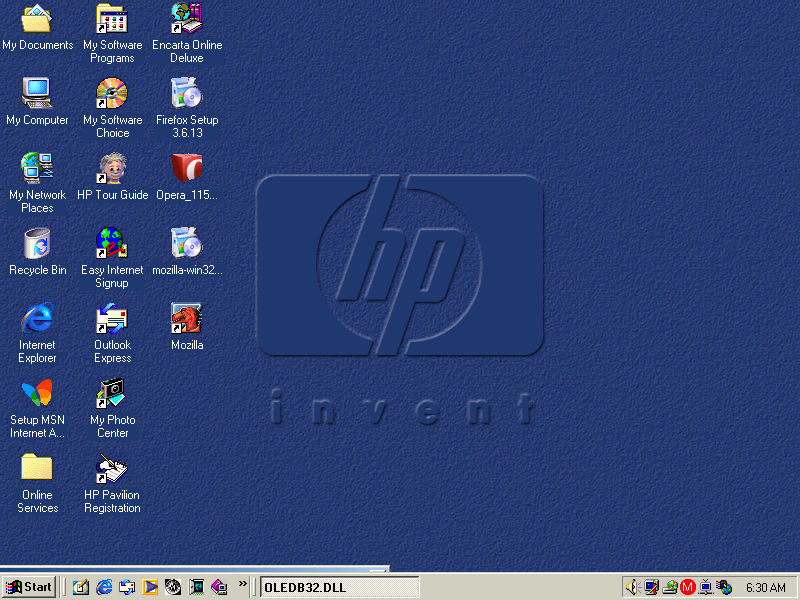 My Documents
My Software
Programs
Encarta Online
Deluxe
My Computer
My Software
Choice
Firefox Setup
3.6.13
My Network
Places
HP Tour Guide
Opera_115...
Recycle Bin
Easy Internet
Signup
mozilla-win32...
Internet
Explorer
Outlook
Express
Mozilla
Setup MSN
Internet A...
My Photo
Center
Online
Services
HP Pavilion
Registration
hp
invent
Start
»
OLEDB32.DLL
M
6:30 AM